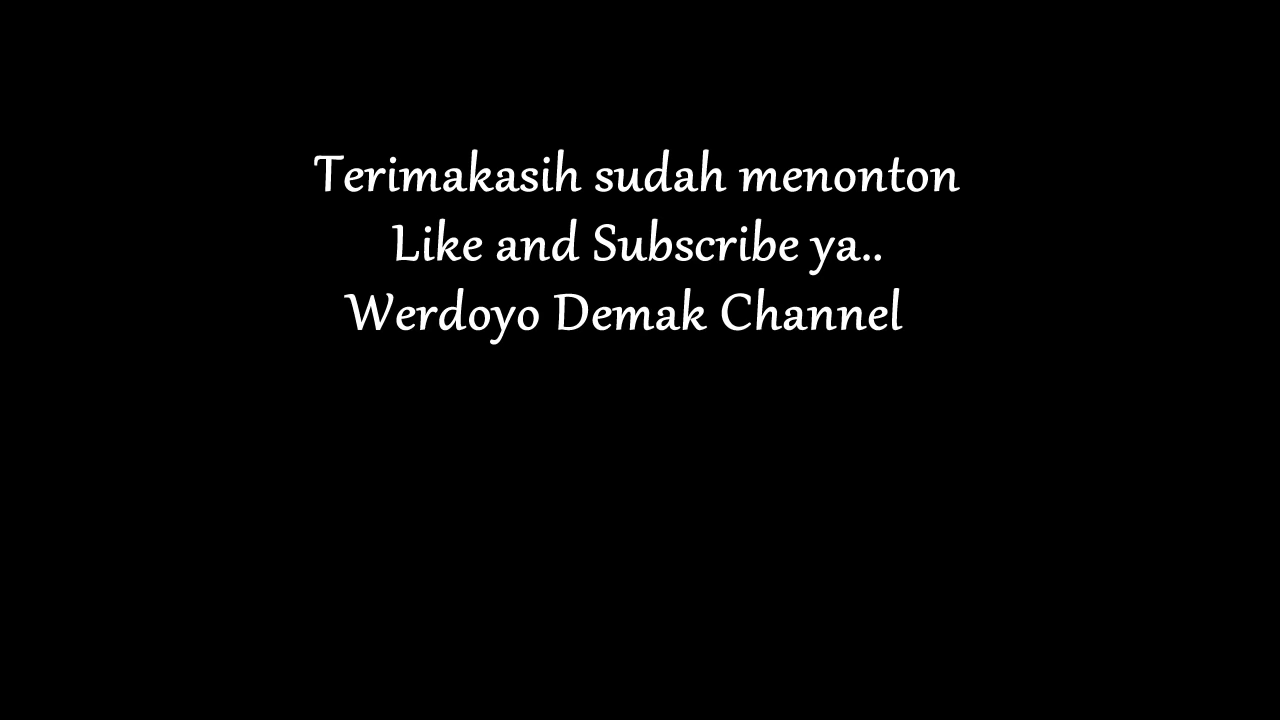 Terimakasih sudah menonton
Like and Subscribe ya..
Werdoyo Demak Channel